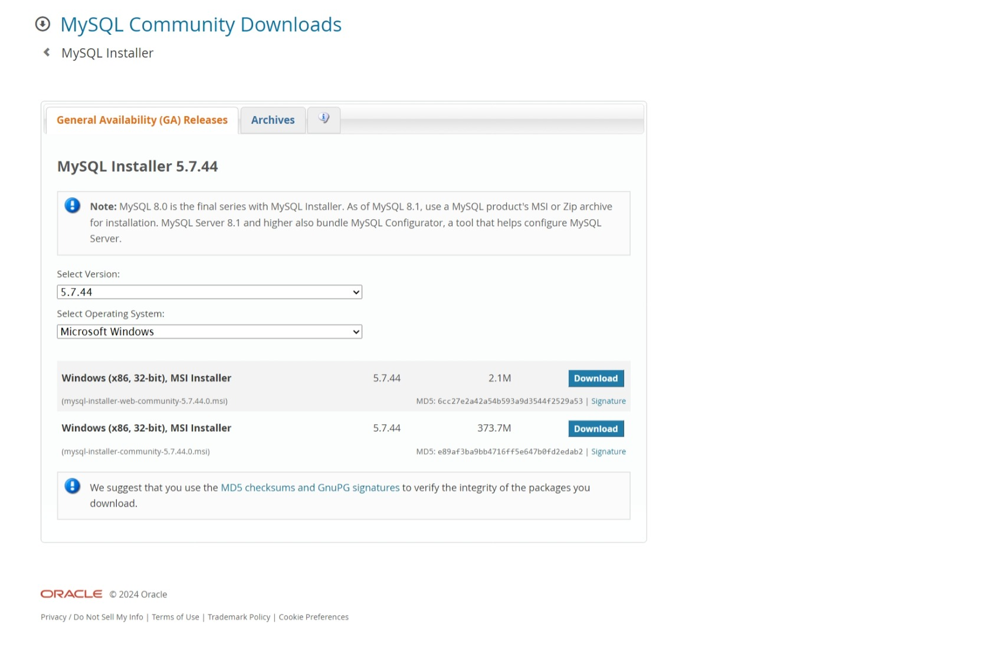 MySQL Community Downloads
MySQL Installer
General Availability (GA) Releases
Archives
MySQL Installer 5.7.44
Note: MySQL 8.0 is the final series with MySQL Installer. As of MySQL 8.1, use a MySQL product's MSI or Zip archive
for installation. MySQL Server 8.1 and higher also bundle MySQL Configurator, a tool that helps configure MySQL
Server.
Select Version:
5.7.44
Select Operating System:
Microsoft Windows
Windows (x86, 32-bit), MSI Installer 5.7.44 2.1M Download
(mysql-installer-web-community-5.7.44.0.msi) MD5: 6cc27e2a42a54b593a9d3544f2529a53 | Signature
Windows (x86, 32-bit), MSI Installer 5.7.44 373.7M Download
(mysql-installer-community-5.7.44.0.msi) MD5: e89af3ba9bb4716ff5e647b0fd2edab2 | Signature
We suggest that you use the MD5 checksums and GnuPG signatures to verify the integrity of the packages you
download.
ORACLE © 2024 Oracle
Privacy / Do Not Sell My Info | Terms of Use | Trademark Policy | Cookie Preferences